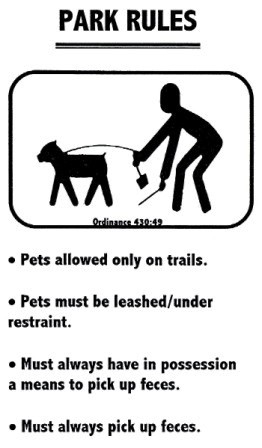 PARK RULES
Ordinance 430:49
• Pets allowed only on trails.
• Pets must be leashed/under
restraint.
• Must always have in possession
a means to pick up feces.
• Must always pick up feces.